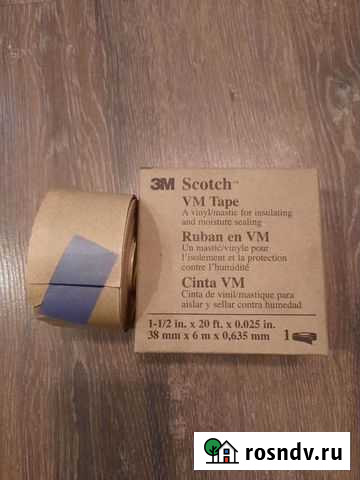 3M Scotch™
VM Tape
A vinyl/mastic for insulating
and moisture sealing
Ruban en VM
Un mastic/vinyle pour
l'isolement et la protection
contre l'humidité
Cinta VM
Cinta de vinil/mastique para
aislar y sellar contra humedad
1-1/2 in. x 20 ft. x 0.025 in.
38 mm x 6 m x 0,635 mm 1
rosndv.ru